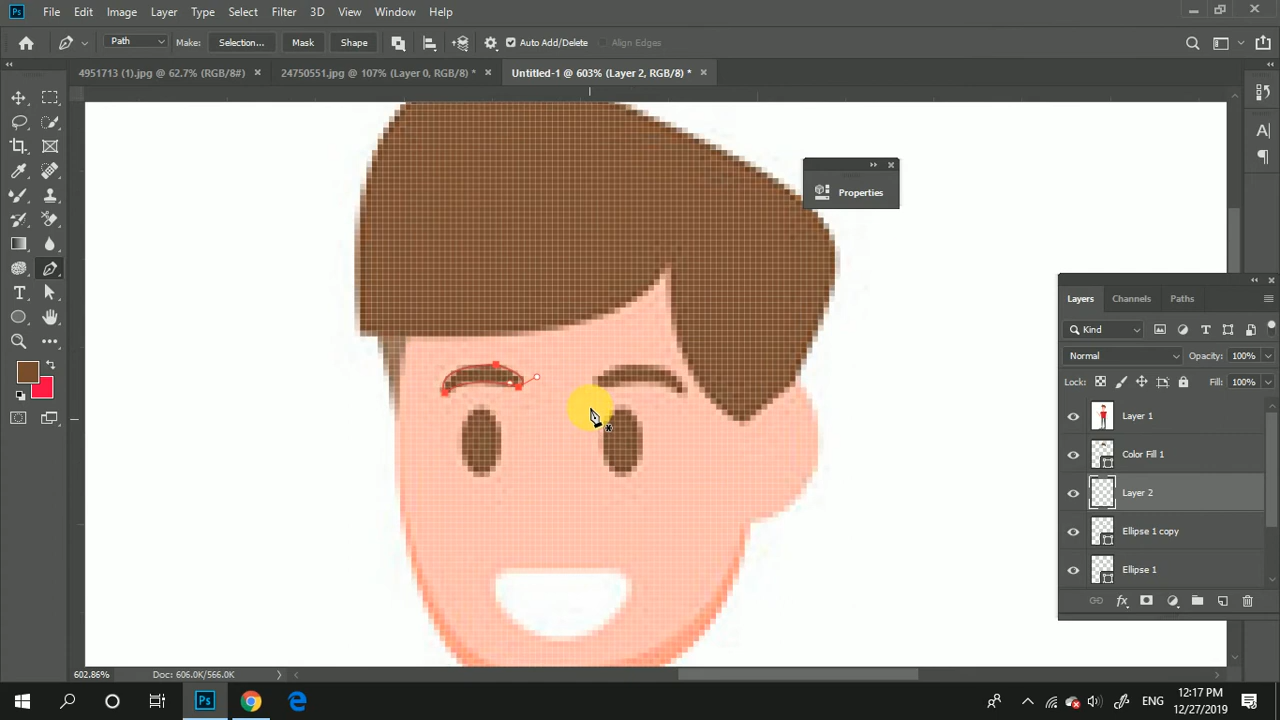 Ps File Edit Image Layer Type Select Filter 3D View Window Help
Path Make: Selection... Mask Shape Auto Add/Delete Align Edges
4951713 (1).jpg @ 62.7% (RGB/8#) × 24750551.jpg @ 107% (Layer 0, RGB/8) * × Untitled-1 @ 603% (Layer 2, RGB/8) * ×
Properties
Layers Channels Paths
Kind
Normal Opacity: 100%
Lock: Fill: 100%
Layer 1
Color Fill 1
Layer 2
Ellipse 1 copy
Ellipse 1
fx
602.86% Doc: 606.0K/566.0K
Ps ENG 12:17 PM
12/27/2019